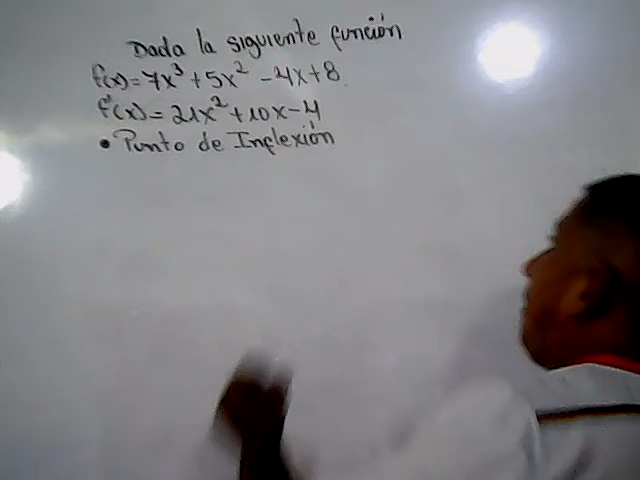 Dada la siguiente función
f(x)=7x³+5x²-4x+8
f'(x)=21x²+10x-4
• Punto de Inflexión